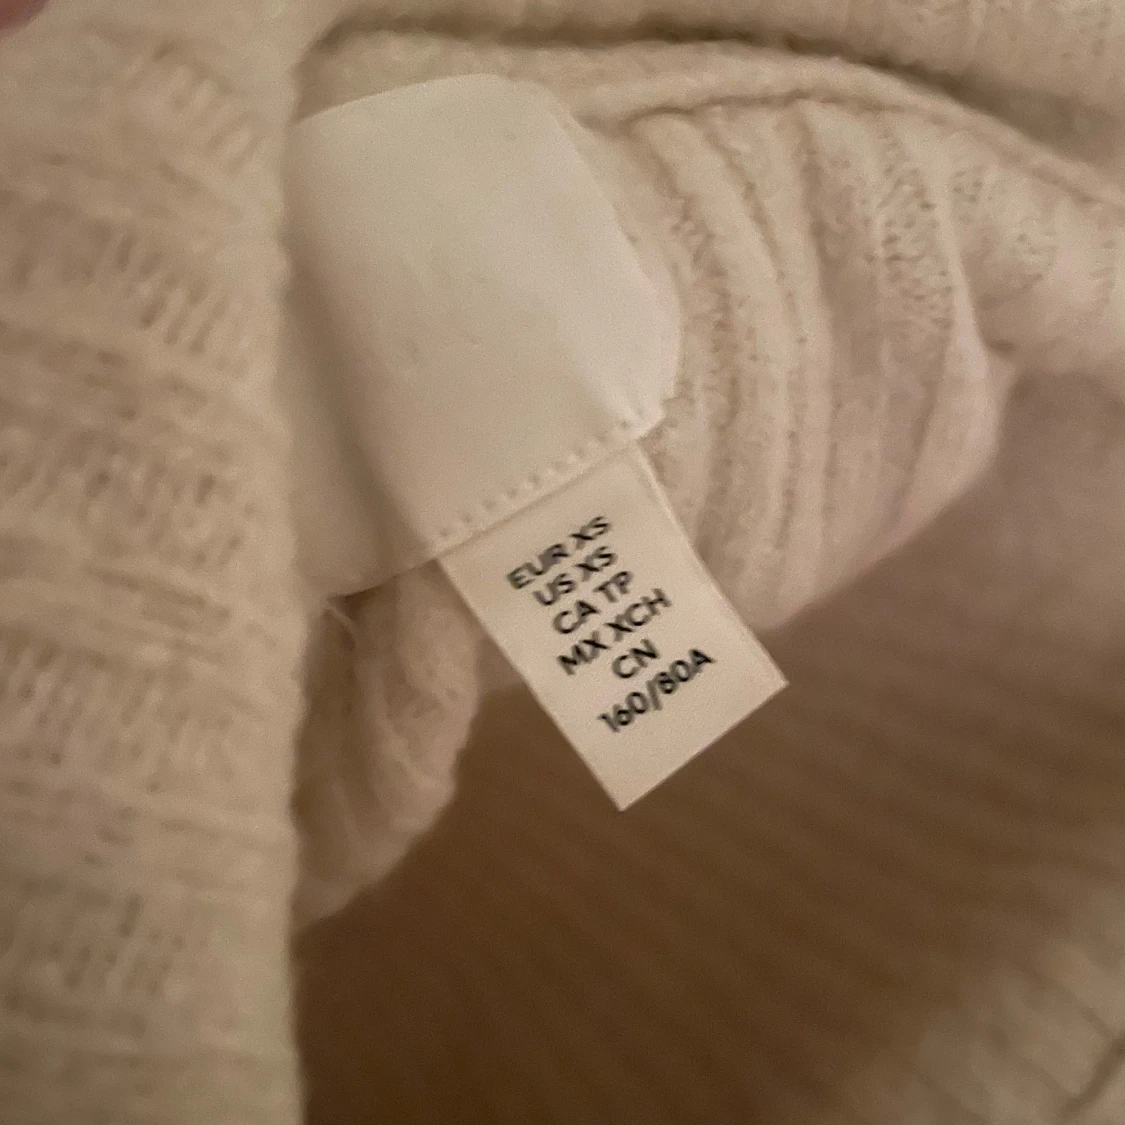 EUR XS
US XS
CA TP
MX XCH
CN
160/80A